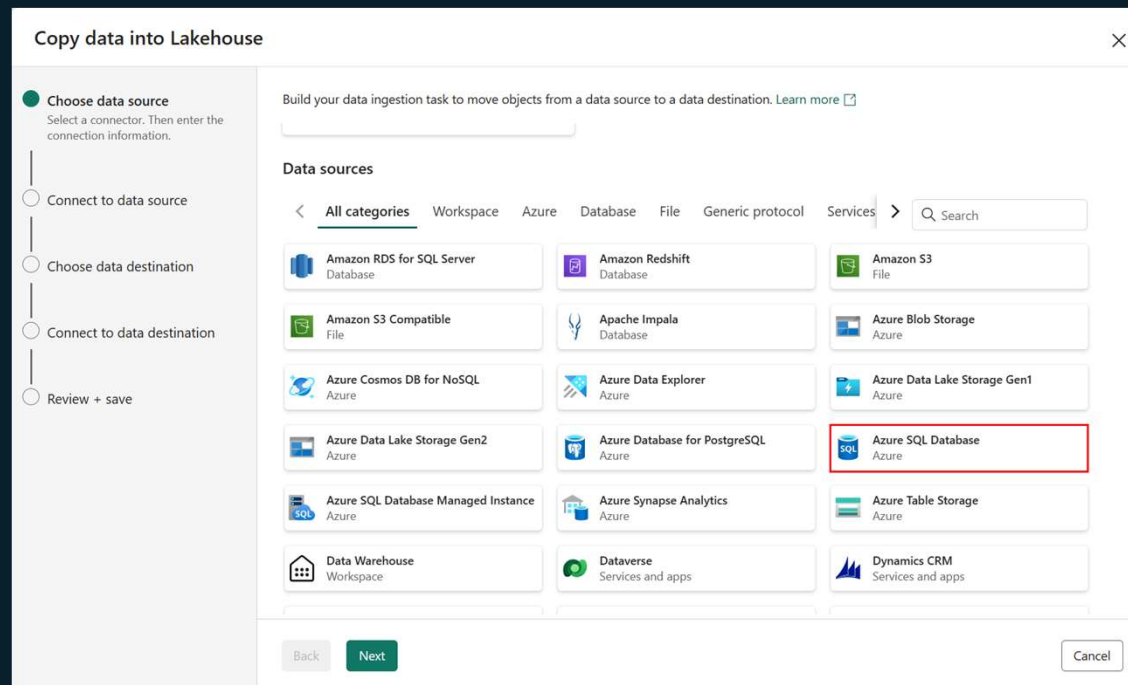 Copy data into Lakehouse
Choose data source
Select a connector. Then enter the
connection information.
Connect to data source
Choose data destination
Connect to data destination
Review + save
Build your data ingestion task to move objects from a data source to a data destination. Learn more
Data sources
All categories Workspace Azure Database File Generic protocol Services Search
Amazon RDS for SQL Server
Database
Amazon Redshift
Database
Amazon S3
File
Amazon S3 Compatible
File
Apache Impala
Database
Azure Blob Storage
Azure
Azure Cosmos DB for NoSQL
Azure
Azure Data Explorer
Azure
Azure Data Lake Storage Gen1
Azure
Azure Data Lake Storage Gen2
Azure
Azure Database for PostgreSQL
Azure
SQL
Azure SQL Database
Azure
SQL
Azure SQL Database Managed Instance
Azure
Azure Synapse Analytics
Azure
Azure Table Storage
Azure
Data Warehouse
Workspace
Dataverse
Services and apps
Dynamics CRM
Services and apps
Back Next Cancel